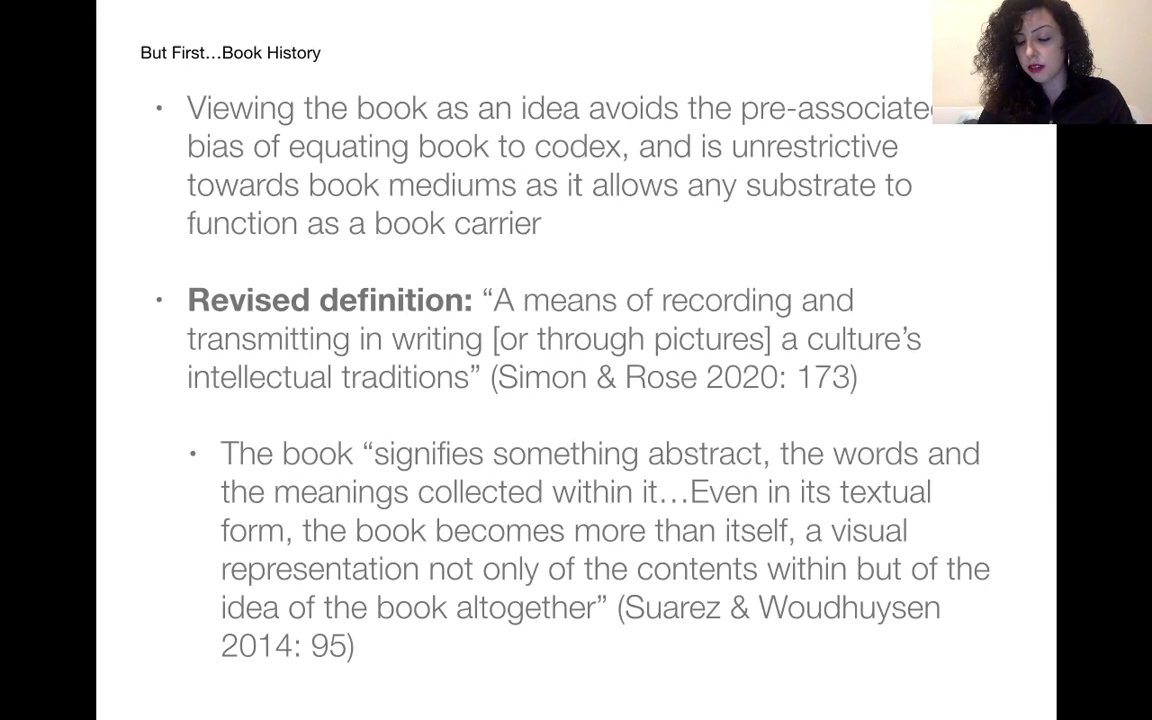 But First…Book History
• Viewing the book as an idea avoids the pre-associated
bias of equating book to codex, and is unrestrictive
towards book mediums as it allows any substrate to
function as a book carrier
• Revised definition: “A means of recording and
transmitting in writing [or through pictures] a culture’s
intellectual traditions” (Simon & Rose 2020: 173)
• The book “signifies something abstract, the words and
the meanings collected within it…Even in its textual
form, the book becomes more than itself, a visual
representation not only of the contents within but of the
idea of the book altogether” (Suarez & Woudhuysen
2014: 95)